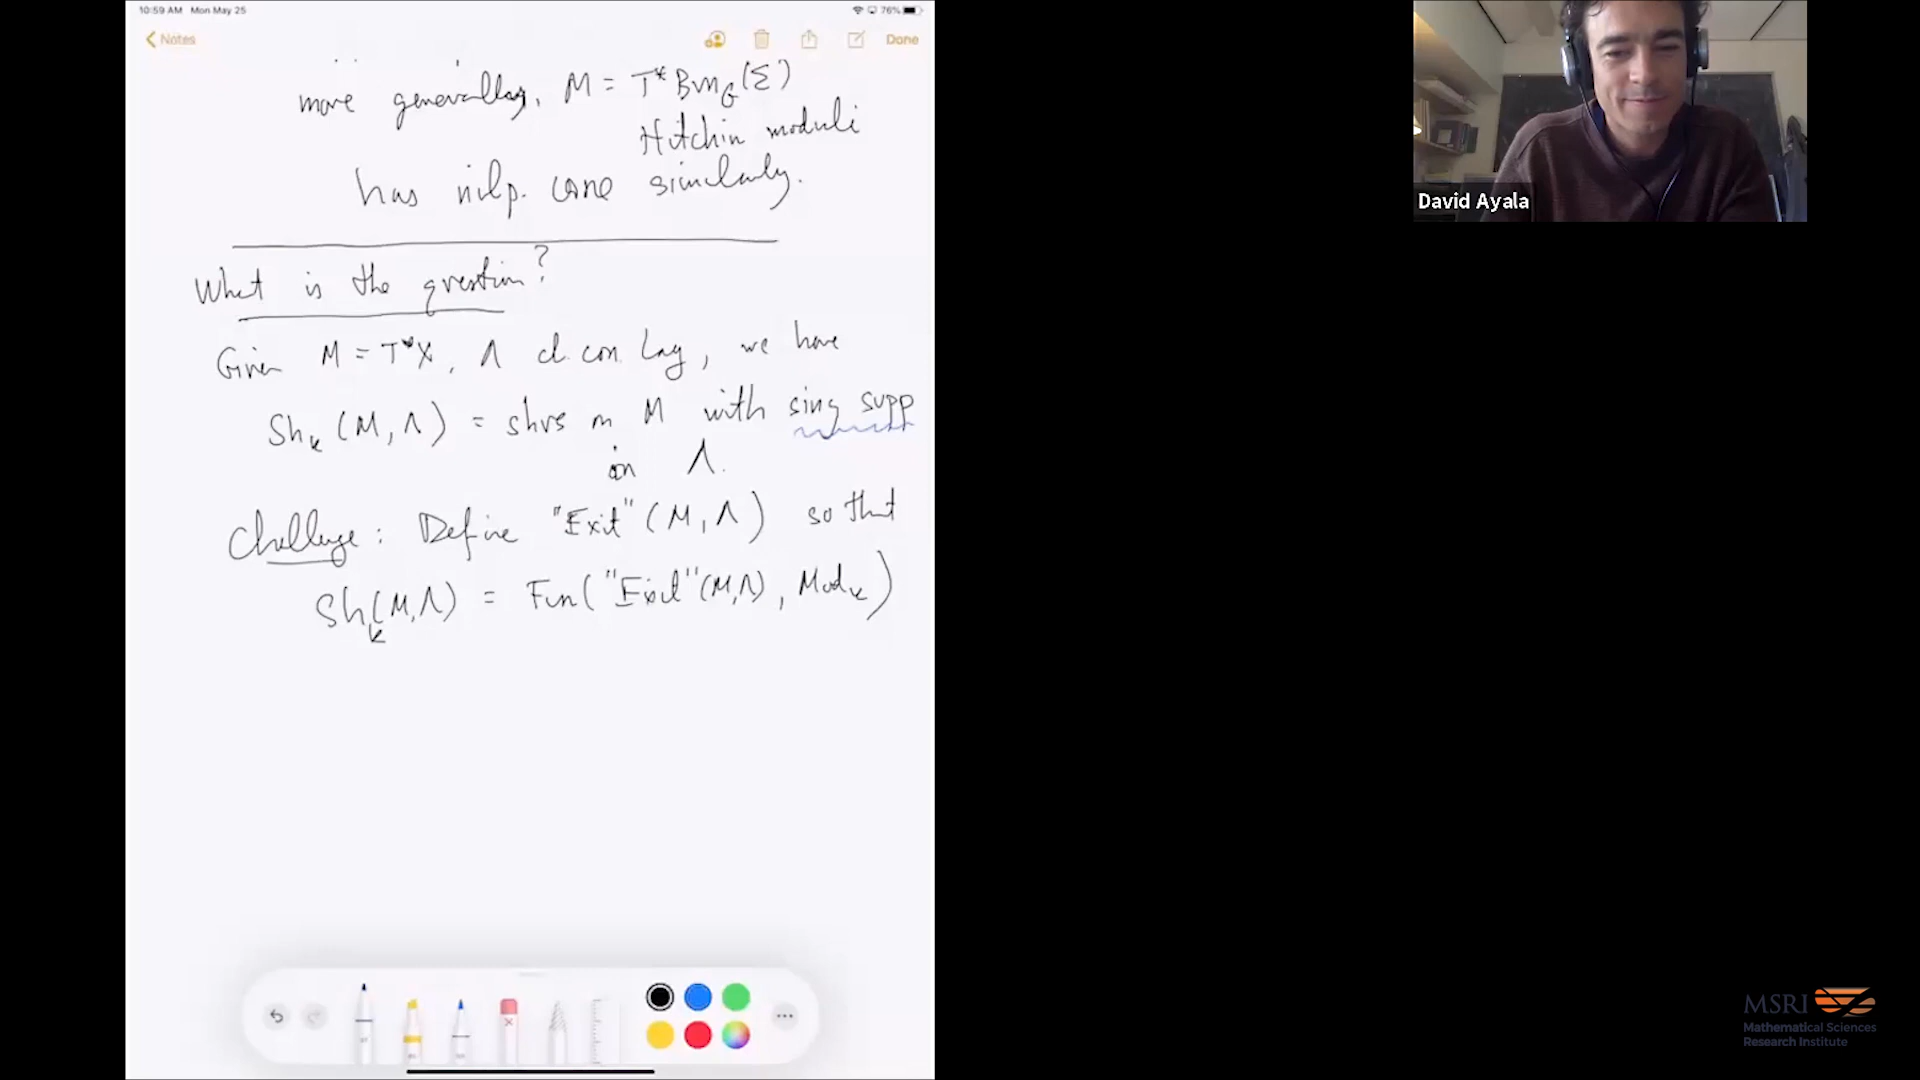 10:59 AM Mon May 25
76%
Notes
Done
more generally, M = T* Bun_G(Σ)
Hitchin moduli
has nilp. cone similarly.
What is the question?
Given M = T*X, Λ cl. con. Lag, we have
Sh_k (M, Λ) = shvs on M with sing supp
in Λ.
Challenge: Define "Exit" (M, Λ) so that
Sh_k(M, Λ) = Fun("Exit"(M,Λ), Mod_k)
David Ayala
MSRI
Mathematical Sciences
Research Institute